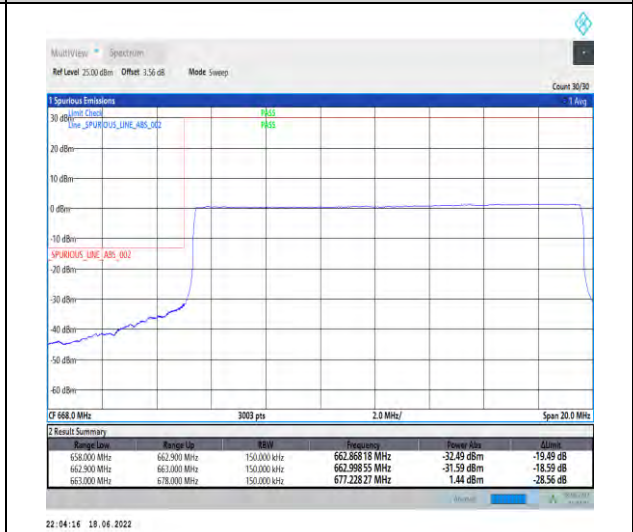 MultiView Spectrum
Ref Level 25.00 dBm Offset 3.56 dB Mode Sweep
Count 30/30
1 Spurious Emissions 1 Avg
30 dBm Limit Check PASS
Line _SPURIOUS_LINE_ABS_002 PASS
20 dBm
10 dBm
0 dBm
-10 dBm
_SPURIOUS_LINE_ABS_002
-20 dBm
-30 dBm
-40 dBm
-50 dBm
-60 dBm
CF 668.0 MHz 3003 pts 2.0 MHz/ Span 20.0 MHz
2 Result Summary
Range Low Range Up RBW Frequency Power Abs ΔLimit
658.000 MHz 662.900 MHz 150.000 kHz 662.868 18 MHz -32.49 dBm -19.49 dB
662.900 MHz 663.000 MHz 150.000 kHz 662.998 55 MHz -31.59 dBm -18.59 dB
663.000 MHz 678.000 MHz 150.000 kHz 677.228 27 MHz 1.44 dBm -28.56 dB
22:04:16 18.06.2022